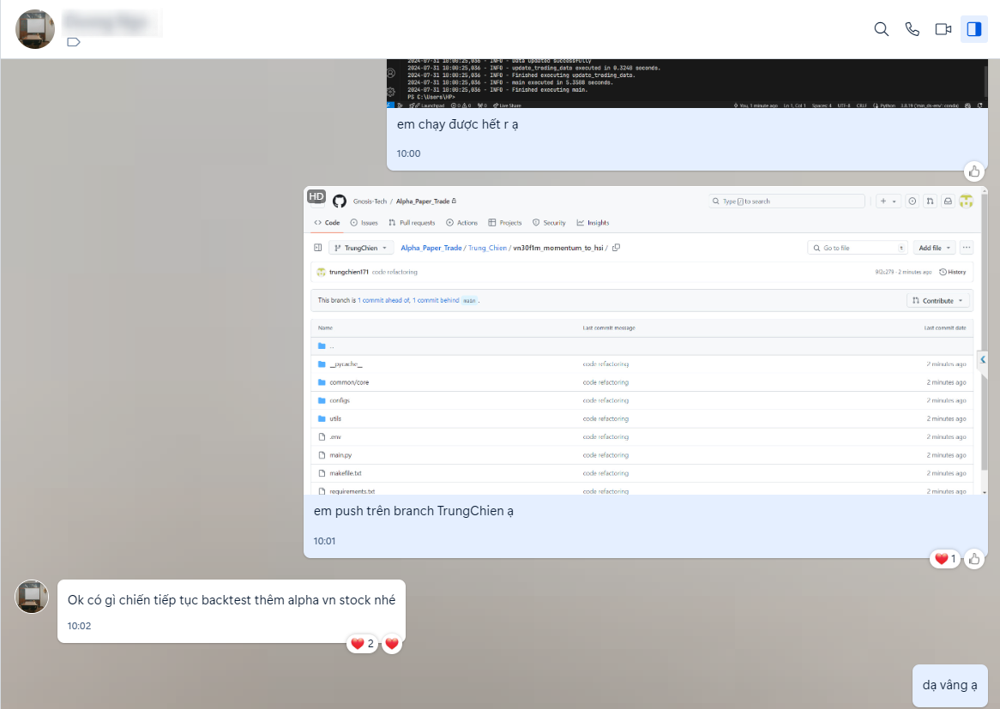 2024-07-31 10:00:25,036 - INFO - Data updated successfully
2024-07-31 10:00:25,036 - INFO - update_trading_data executed in 0.3240 seconds.
2024-07-31 10:00:25,036 - INFO - Finished executing update_trading_data.
2024-07-31 10:00:25,036 - INFO - main executed in 5.3508 seconds.
2024-07-31 10:00:25,036 - INFO - Finished executing main.
PS C:\Users\HP>
Launchpad 0 0 0 Live Share You, 1 minute ago Ln 1, Col 1 Spaces: 4 UTF-8 CRLF Python 3.8.19 ('min_ds-env': conda)
em chạy được hết r ạ
10:00
HD
Gnosis-Tech / Alpha_Paper_Trade
Type / to search
Code Issues Pull requests Actions Projects Security Insights
TrungChien Alpha_Paper_Trade / Trung_Chien / vn30f1m_momentum_to_hsi / Go to file t Add file
trungchien171 code refactoring 9f2c279 · 2 minutes ago History
This branch is 1 commit ahead of, 1 commit behind main . Contribute
Name Last commit message Last commit date
..
__pycache__ code refactoring 2 minutes ago
common/core code refactoring 2 minutes ago
configs code refactoring 2 minutes ago
utils code refactoring 2 minutes ago
.env code refactoring 2 minutes ago
main.py code refactoring 2 minutes ago
makefile.txt code refactoring 2 minutes ago
requirements.txt code refactoring 2 minutes ago
em push trên branch TrungChien ạ
10:01
1
Ok có gì chiến tiếp tục backtest thêm alpha vn stock nhé
10:02
2
dạ vâng ạ